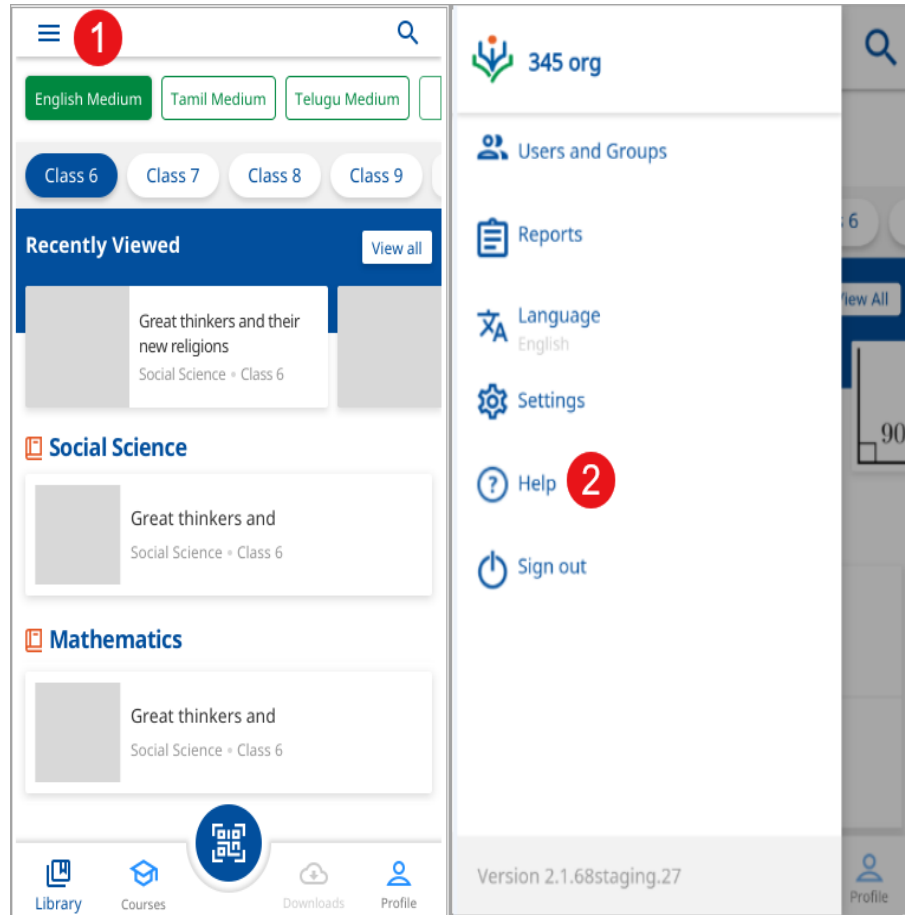 1
English Medium
Tamil Medium
Telugu Medium
Class 6
Class 7
Class 8
Class 9
Recently Viewed
View all
Great thinkers and their
new religions
Social Science • Class 6
Social Science
Great thinkers and
Social Science • Class 6
Mathematics
Great thinkers and
Social Science • Class 6
Library
Courses
Downloads
Profile
345 org
Users and Groups
Reports
Language
English
Settings
Help
2
Sign out
Version 2.1.68staging.27
6
View All
90
Profile